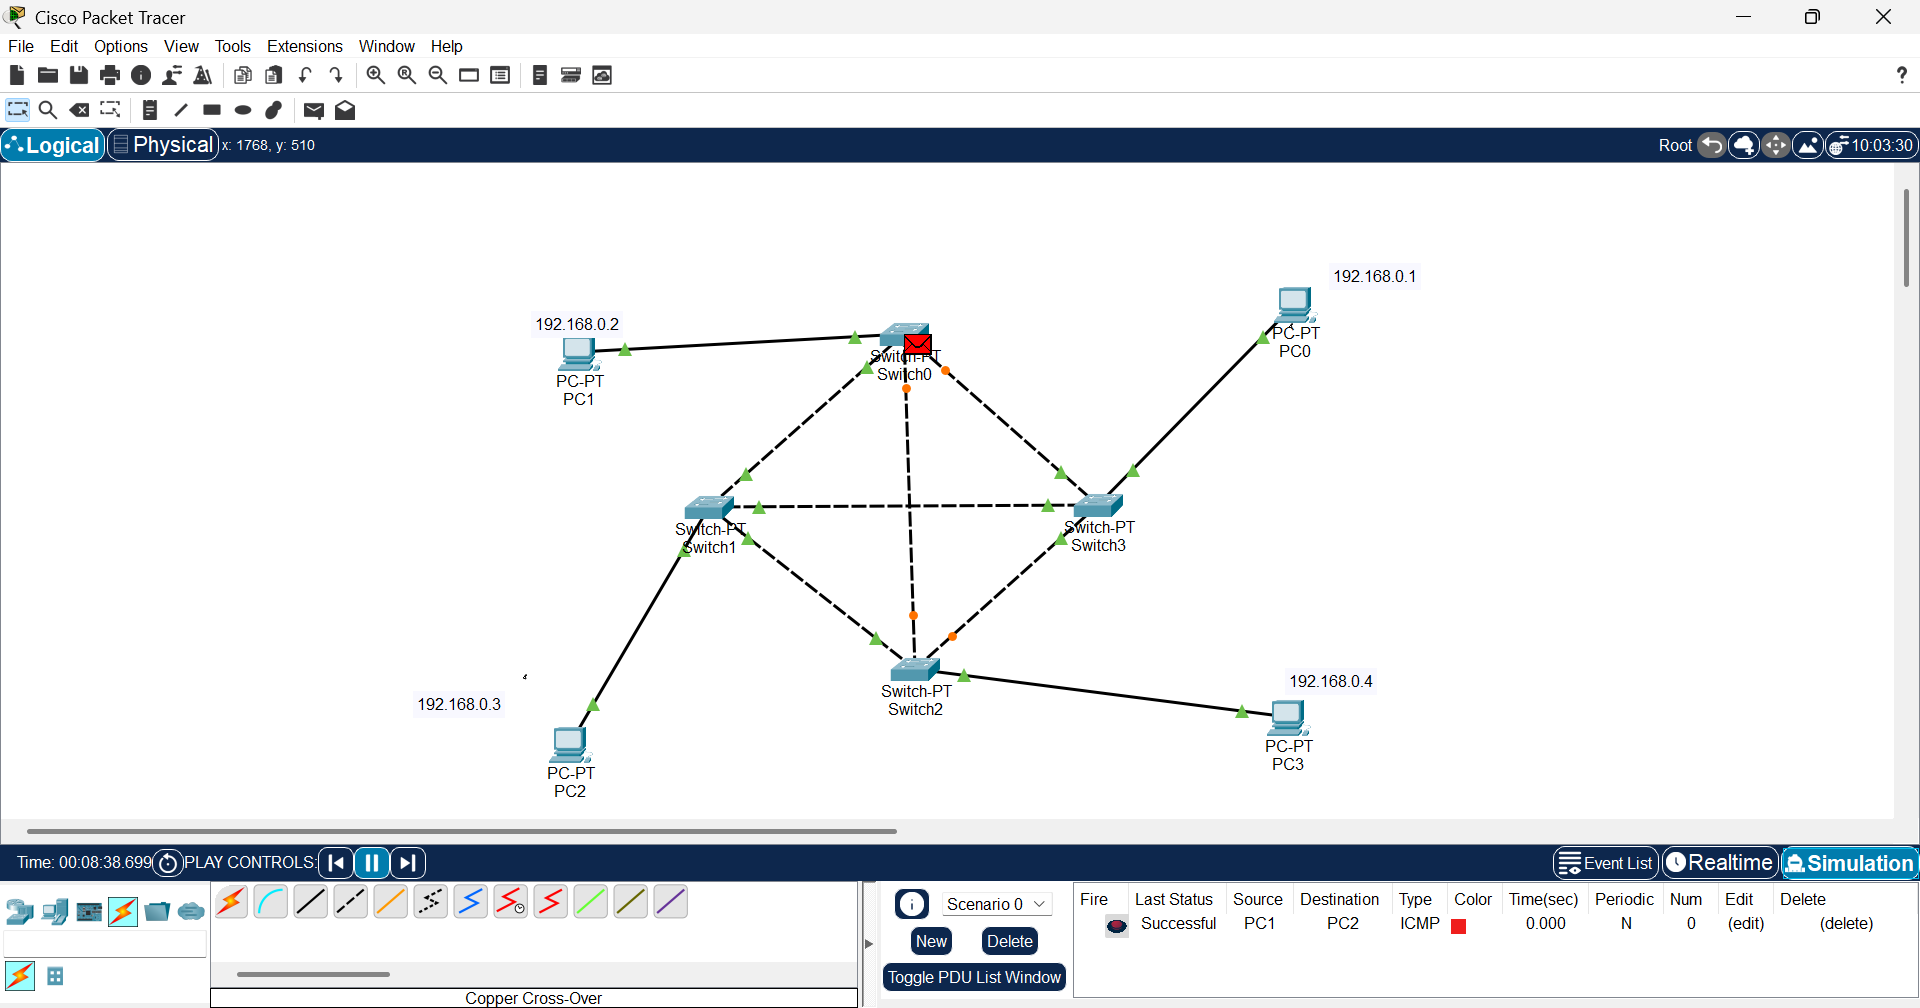 Cisco Packet Tracer
File Edit Options View Tools Extensions Window Help
Logical Physical x: 1768, y: 510 Root 10:03:30
192.168.0.1
192.168.0.2
PC-PT
PC0
Switch-PT
Switch0
PC-PT
PC1
Switch-PT
Switch1
Switch-PT
Switch3
192.168.0.3
192.168.0.4
Switch-PT
Switch2
PC-PT
PC3
PC-PT
PC2
Time: 00:08:38.699 PLAY CONTROLS: Event List Realtime Simulation
Scenario 0
New Delete
Toggle PDU List Window
Fire Last Status Source Destination Type Color Time(sec) Periodic Num Edit Delete
Successful PC1 PC2 ICMP 0.000 N 0 (edit) (delete)
Copper Cross-Over